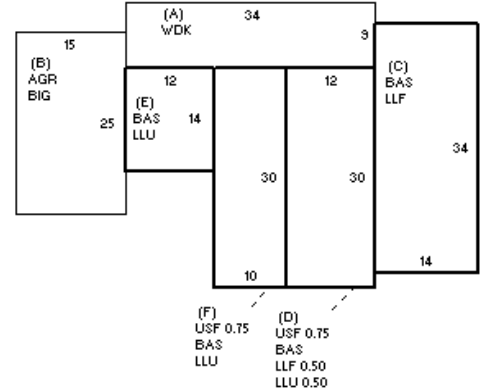 (A) 34
WDK
9
15
(B)
AGR
BIG
25
12
(E)
BAS
LLU
14
12
(C)
BAS
LLF
34
14
30
30
10
(F)
USF 0.75
BAS
LLU
(D)
USF 0.75
BAS
LLF 0.50
LLU 0.50